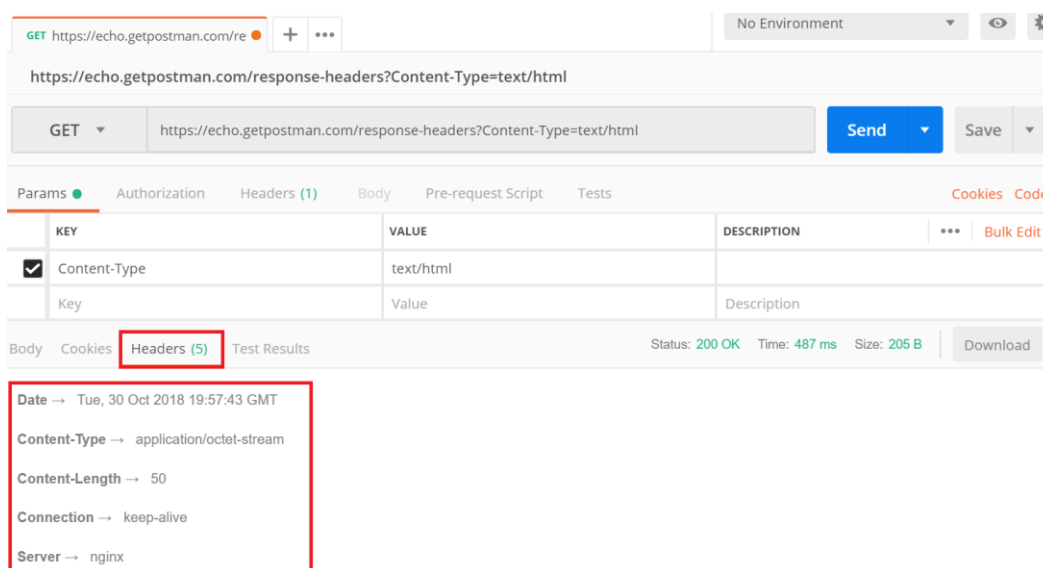 GET https://echo.getpostman.com/re + ••• No Environment
https://echo.getpostman.com/response-headers?Content-Type=text/html
GET https://echo.getpostman.com/response-headers?Content-Type=text/html Send Save
Params Authorization Headers (1) Body Pre-request Script Tests Cookies Code
KEY VALUE DESCRIPTION ••• Bulk Edit
Content-Type text/html
Key Value Description
Body Cookies Headers (5) Test Results Status: 200 OK Time: 487 ms Size: 205 B Download
Date → Tue, 30 Oct 2018 19:57:43 GMT
Content-Type → application/octet-stream
Content-Length → 50
Connection → keep-alive
Server → nginx